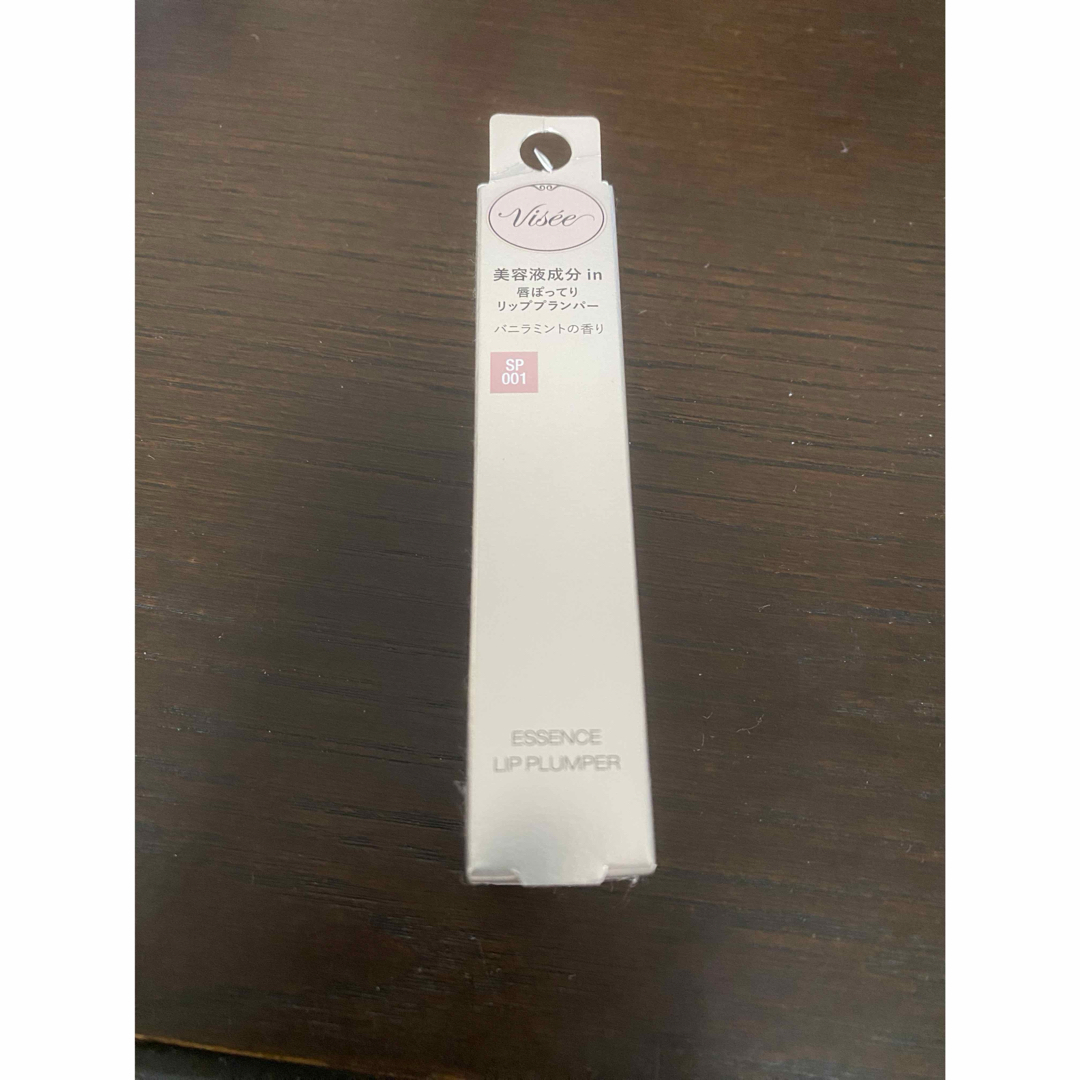 Visée
美容液成分 in
唇ぽってり
リッププランパー
バニラミントの香り
SP
001
ESSENCE
LIP PLUMPER